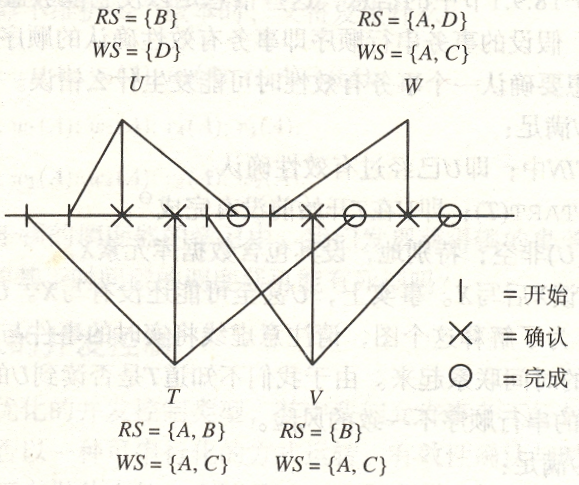 RS = {B}
WS = {D}
U
RS = {A, D}
WS = {A, C}
W
= 开始
= 确认
= 完成
T
RS = {A, B}
WS = {A, C}
V
RS = {B}
WS = {A, C}